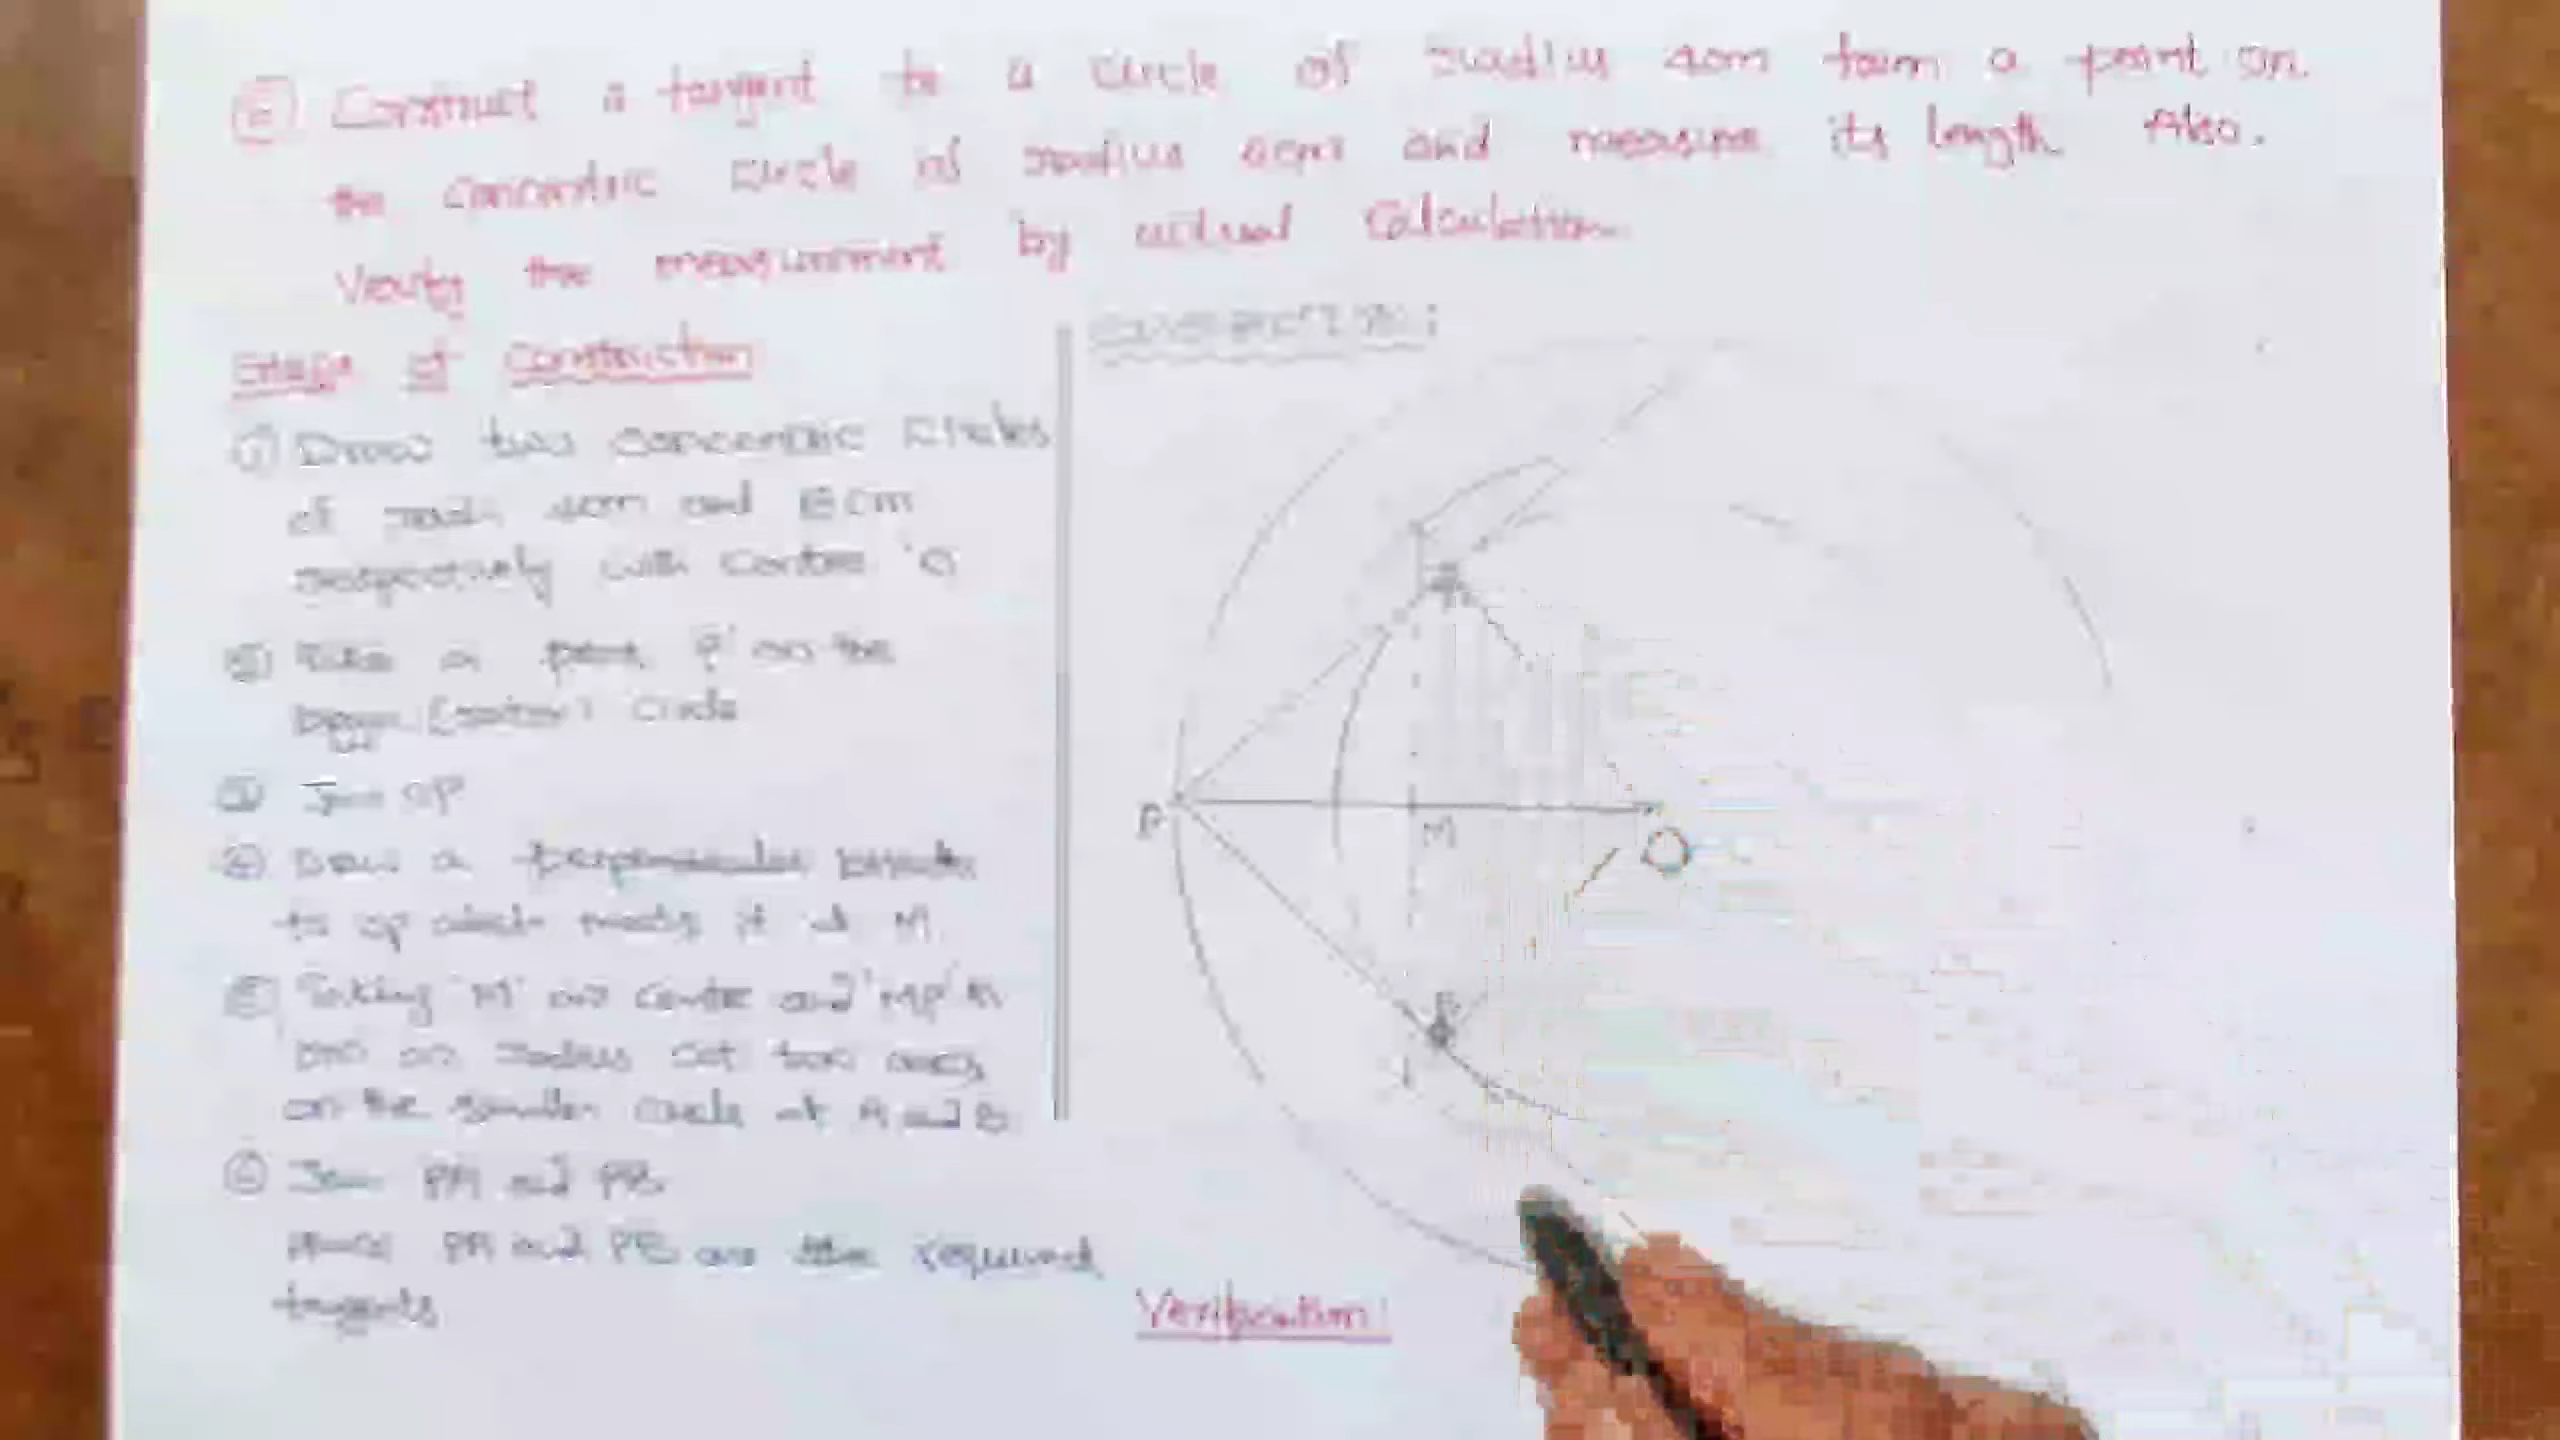 Construct a tangent to a circle of radius 4cm from a point on
the concentric circle of radius 6cm and measure its length. Also.
Verify the measurement by actual calculation.
Steps of construction
① Draw two concentric circles
of radii 4cm and 6cm
respectively with centre 'O
② Take a point 'P' on the
(outer) circle
③ Join OP
④ Draw a perpendicular bisector
to op which meets it at M.
⑤ Taking 'M' as centre and 'MP'
as radius cut two arcs
on the smaller circle at A and B
⑥ Join PA and PB
Hence PA and PB are the required
tangents
Construction:
A
P
M
O
B
Verification: